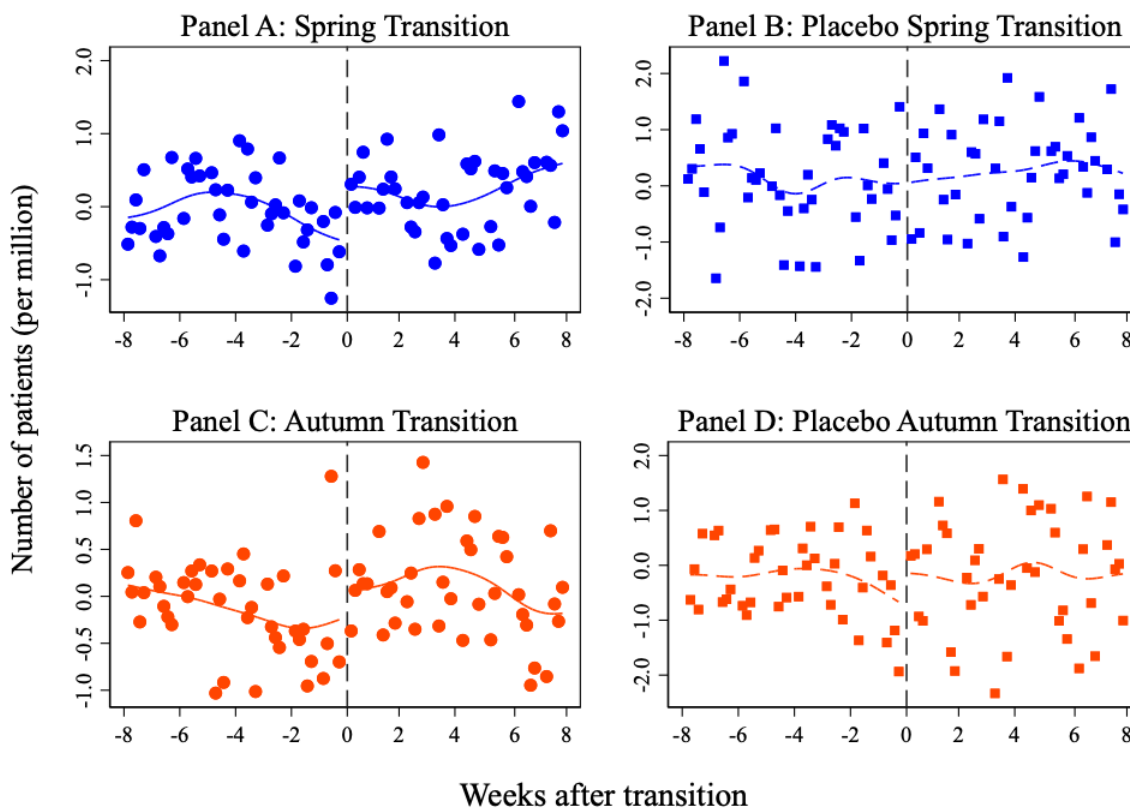 Panel A: Spring Transition
Panel B: Placebo Spring Transition
2.0
1.0
0.0
-1.0
-8 -6 -4 -2 0 2 4 6 8
2.0
1.0
0.0
-1.0
-2.0
-8 -6 -4 -2 0 2 4 6 8
Number of patients (per million)
Panel C: Autumn Transition
Panel D: Placebo Autumn Transition
1.5
1.0
0.5
0.0
-0.5
-1.0
-8 -6 -4 -2 0 2 4 6 8
2.0
1.0
0.0
-1.0
-2.0
-8 -6 -4 -2 0 2 4 6 8
Weeks after transition